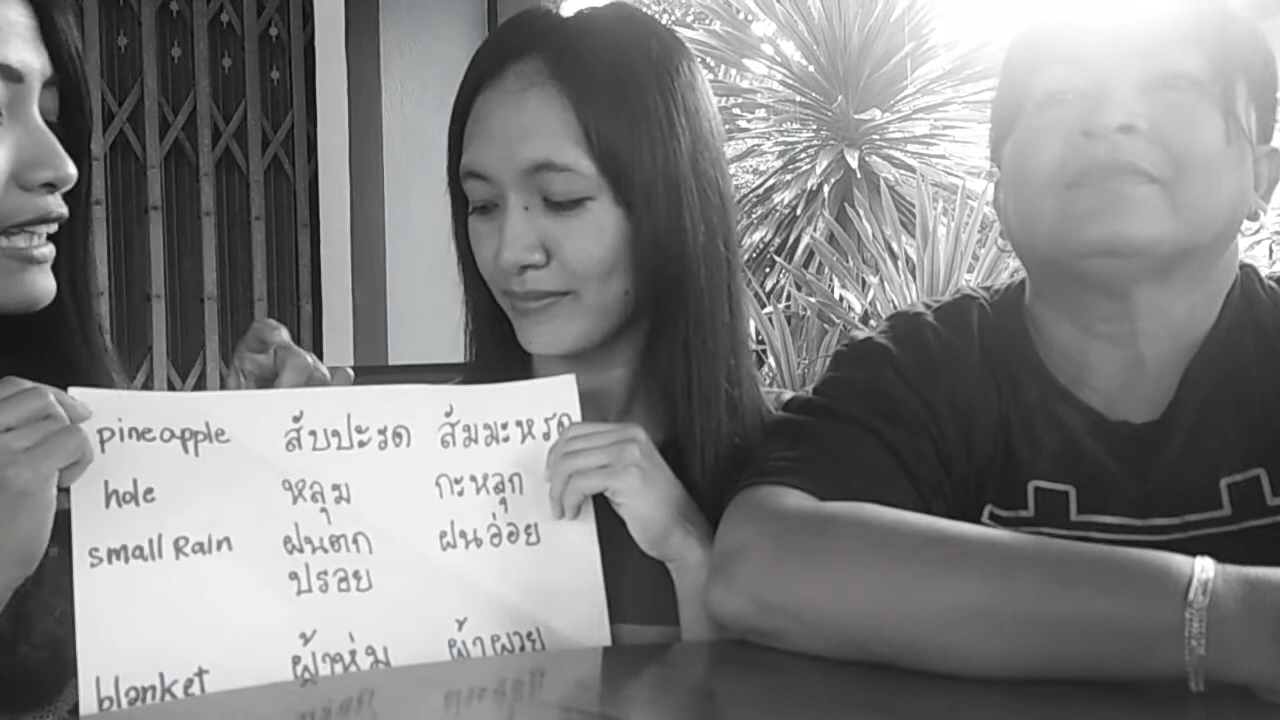 pineapple สับปะรด สัมมะหรด
hole หลุม กะหลุก
small Rain ฝนตก ฝนอ่อย
ปรอย
blanket ผ้าห่ม ผ้าผวย